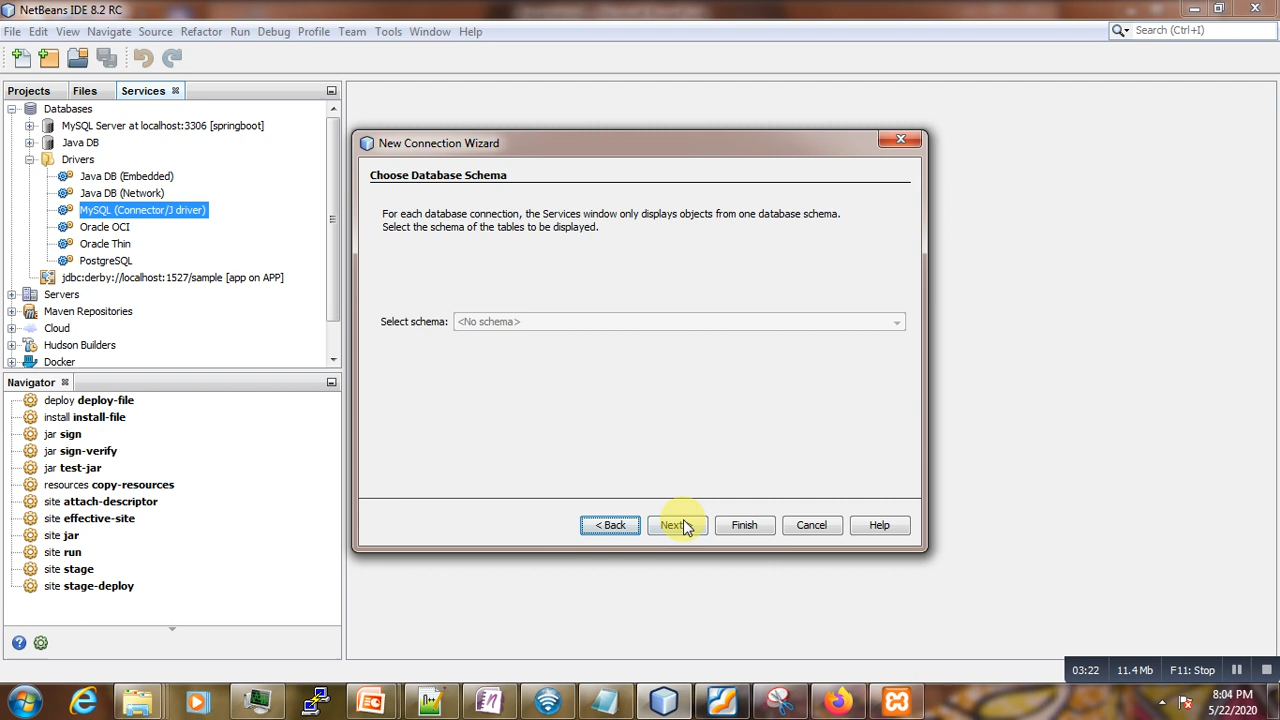 NetBeans IDE 8.2 RC
File Edit View Navigate Source Refactor Run Debug Profile Team Tools Window Help
Search (Ctrl+I)
Projects Files Services
Databases
MySQL Server at localhost:3306 [springboot]
Java DB
Drivers
Java DB (Embedded)
Java DB (Network)
MySQL (Connector/J driver)
Oracle OCI
Oracle Thin
PostgreSQL
jdbc:derby://localhost:1527/sample [app on APP]
Servers
Maven Repositories
Cloud
Hudson Builders
Docker
Navigator
deploy deploy-file
install install-file
jar sign
jar sign-verify
jar test-jar
resources copy-resources
site attach-descriptor
site effective-site
site jar
site run
site stage
site stage-deploy
New Connection Wizard
Choose Database Schema
For each database connection, the Services window only displays objects from one database schema.
Select the schema of the tables to be displayed.
Select schema: <No schema>
< Back Next Finish Cancel Help
03:22 11.4 Mb F11: Stop
8:04 PM
5/22/2020